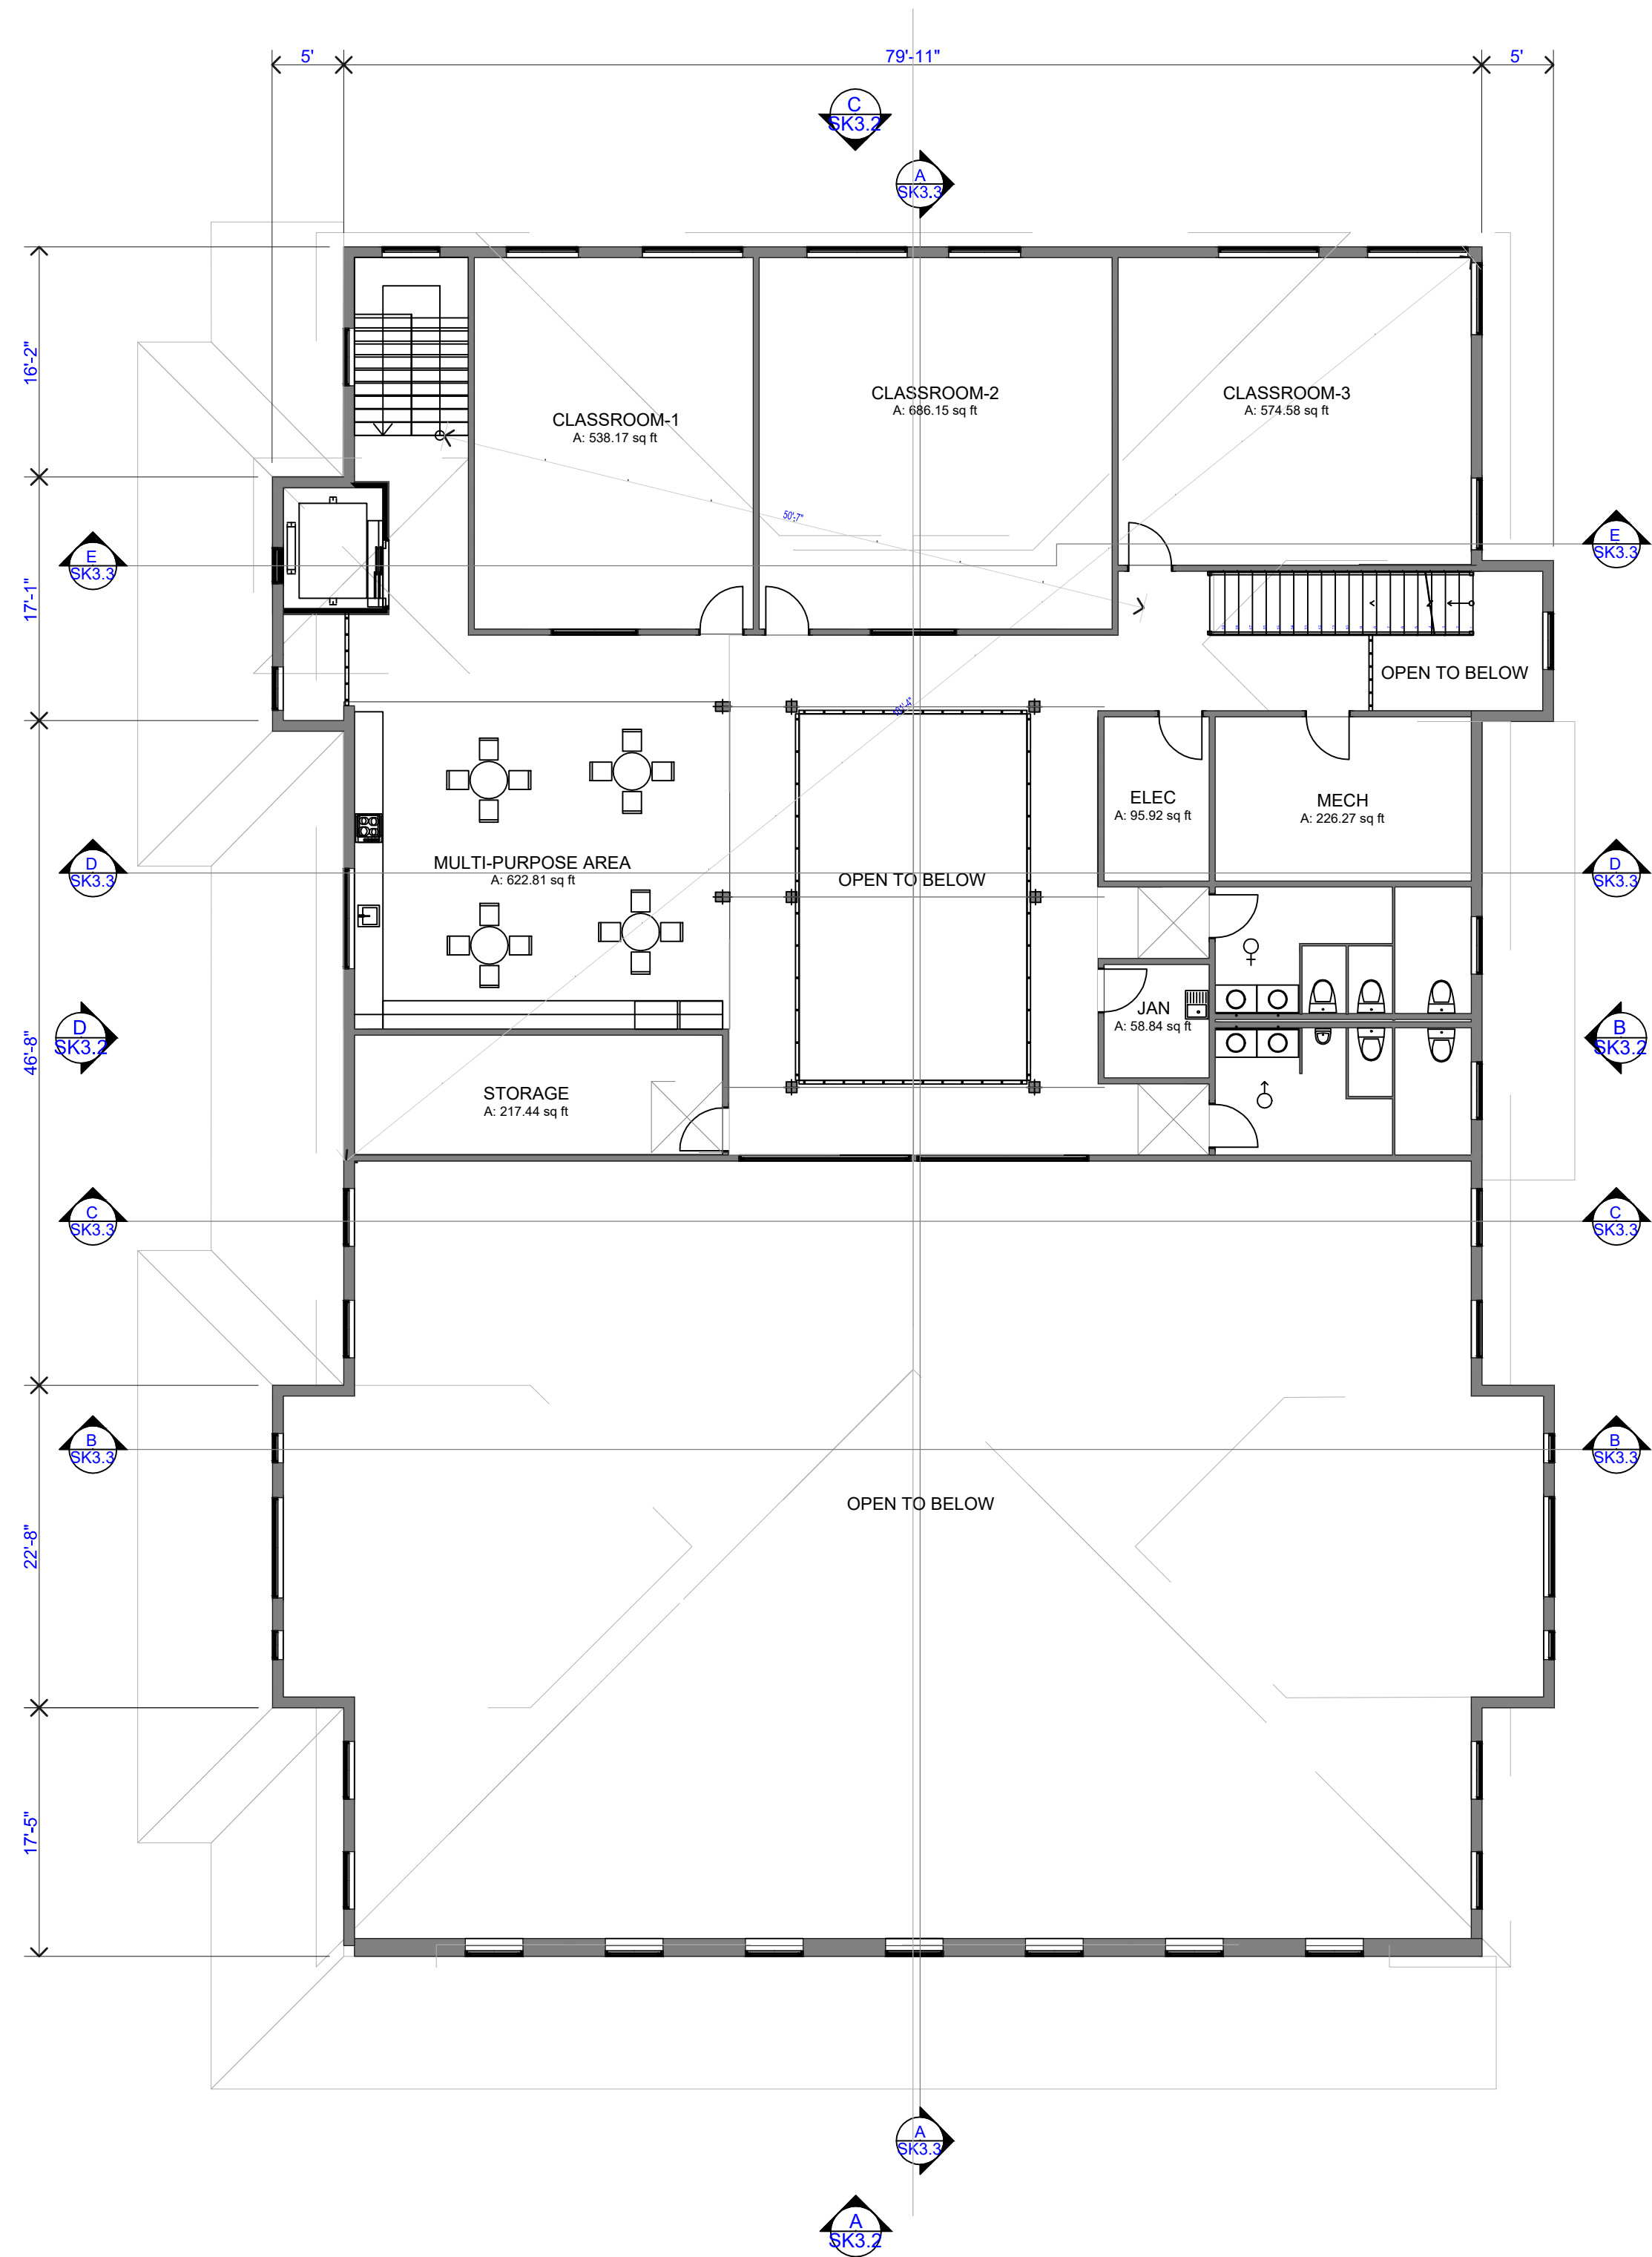 5'
79'-11"
5'
C
SK3.2
A
SK3.3
16'-2"
CLASSROOM-1
A: 538.17 sq ft
CLASSROOM-2
A: 686.15 sq ft
CLASSROOM-3
A: 574.58 sq ft
50'-7"
E
SK3.3
E
SK3.3
17'-1"
OPEN TO BELOW
ELEC
A: 95.92 sq ft
MECH
A: 226.27 sq ft
MULTI-PURPOSE AREA
A: 622.81 sq ft
OPEN TO BELOW
D
SK3.3
D
SK3.3
JAN
A: 58.84 sq ft
D
SK3.2
B
SK3.2
46'-8"
STORAGE
A: 217.44 sq ft
C
SK3.3
C
SK3.3
B
SK3.3
B
SK3.3
OPEN TO BELOW
22'-8"
17'-5"
A
SK3.3
A
SK3.2